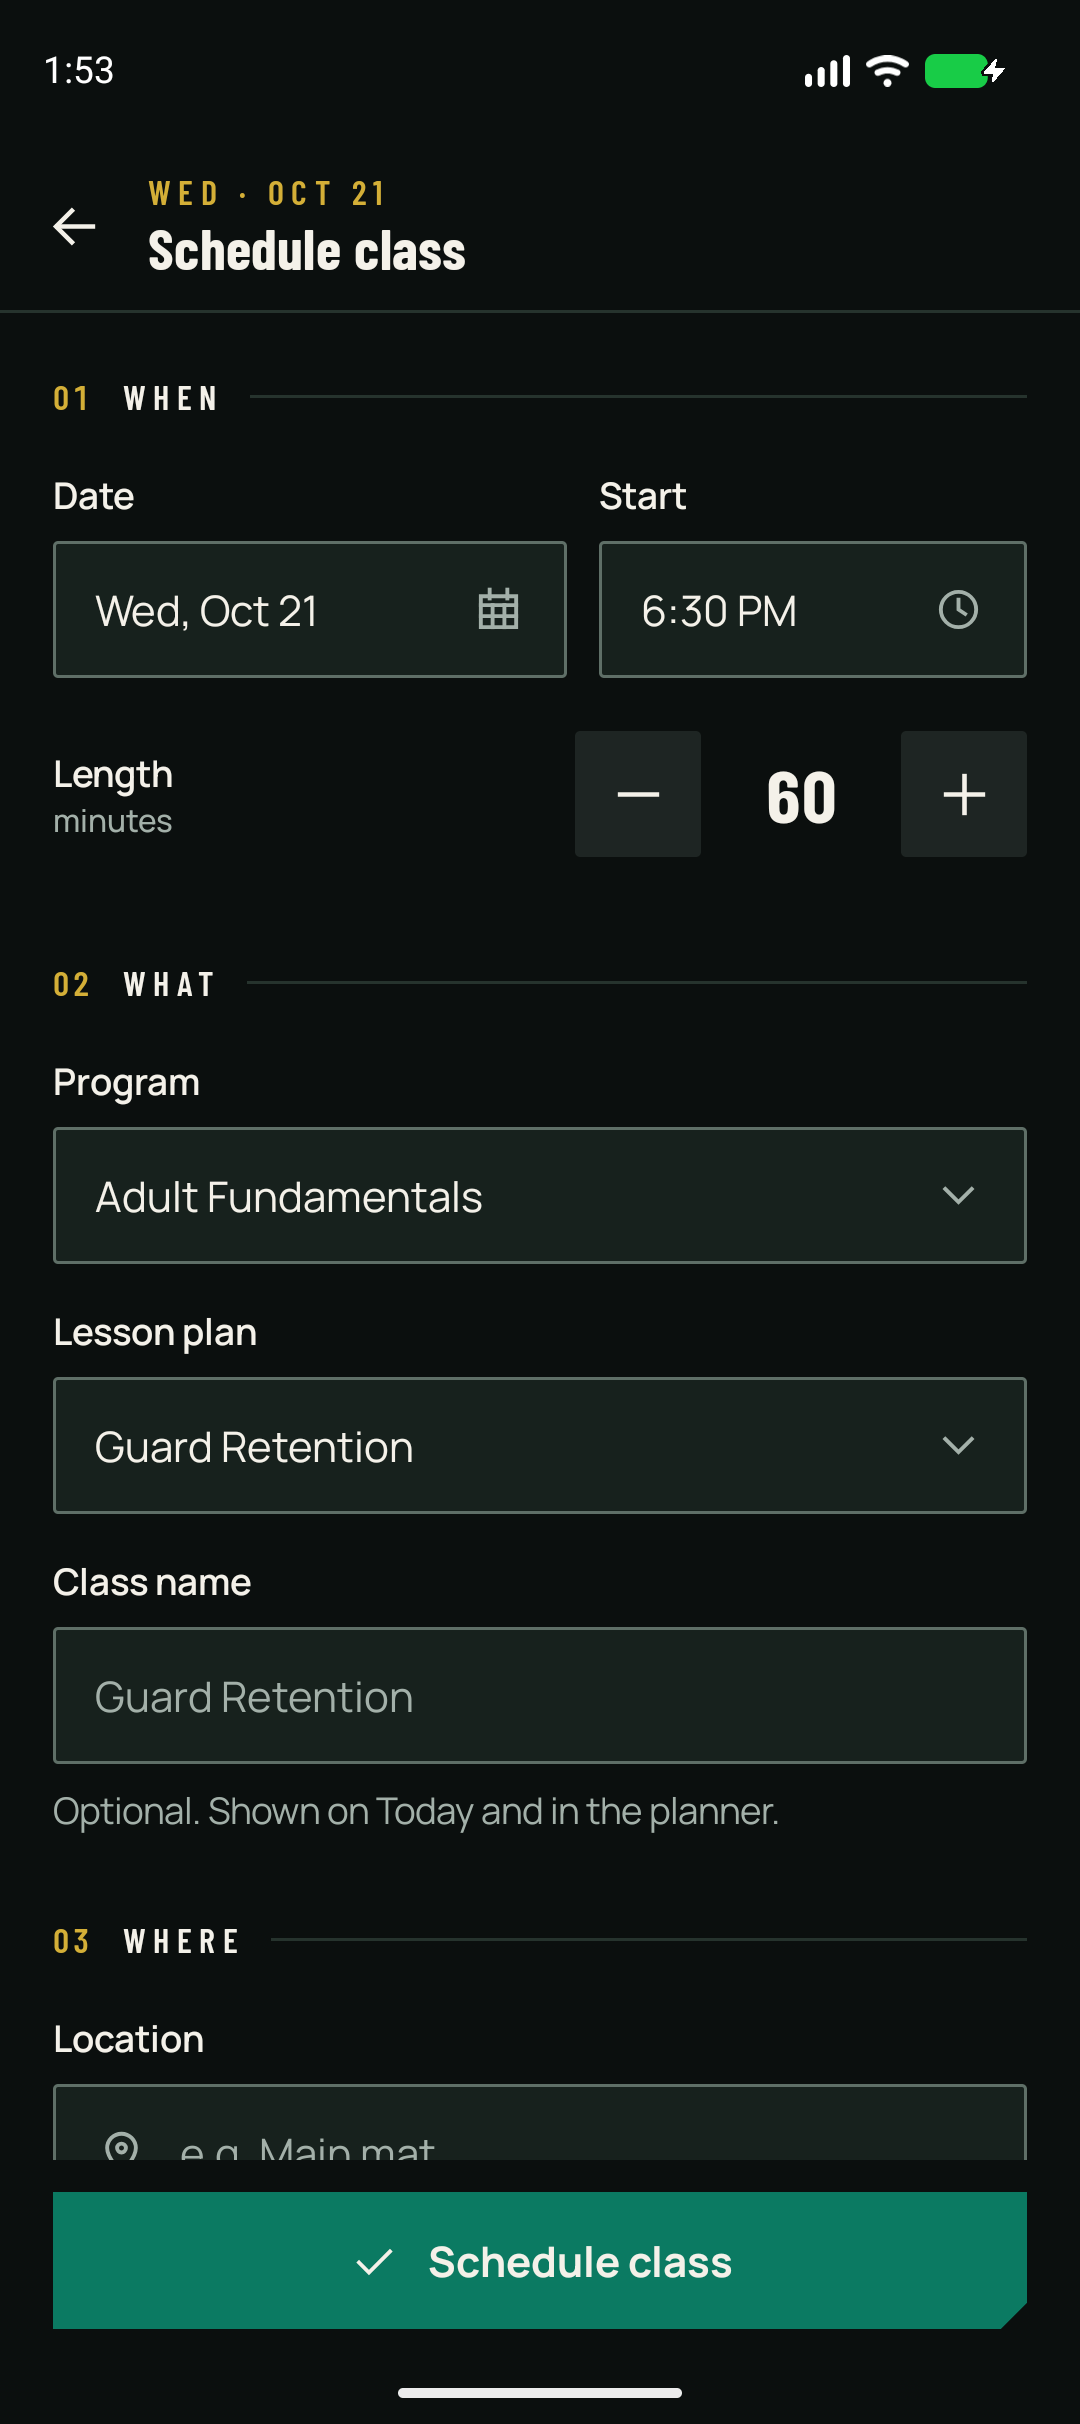 1:53
WED · OCT 21
Schedule class
01 WHEN
Date Start
Wed, Oct 21 6:30 PM
Length
minutes
60
02 WHAT
Program
Adult Fundamentals
Lesson plan
Guard Retention
Class name
Guard Retention
Optional. Shown on Today and in the planner.
03 WHERE
Location
e.g. Main mat
Schedule class